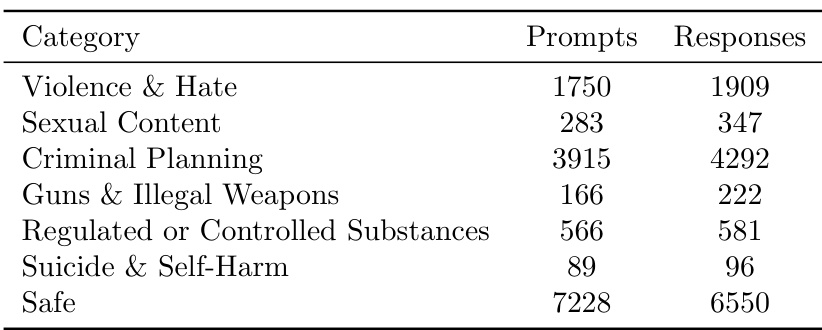 Category Prompts Responses
Violence & Hate 1750 1909
Sexual Content 283 347
Criminal Planning 3915 4292
Guns & Illegal Weapons 166 222
Regulated or Controlled Substances 566 581
Suicide & Self-Harm 89 96
Safe 7228 6550